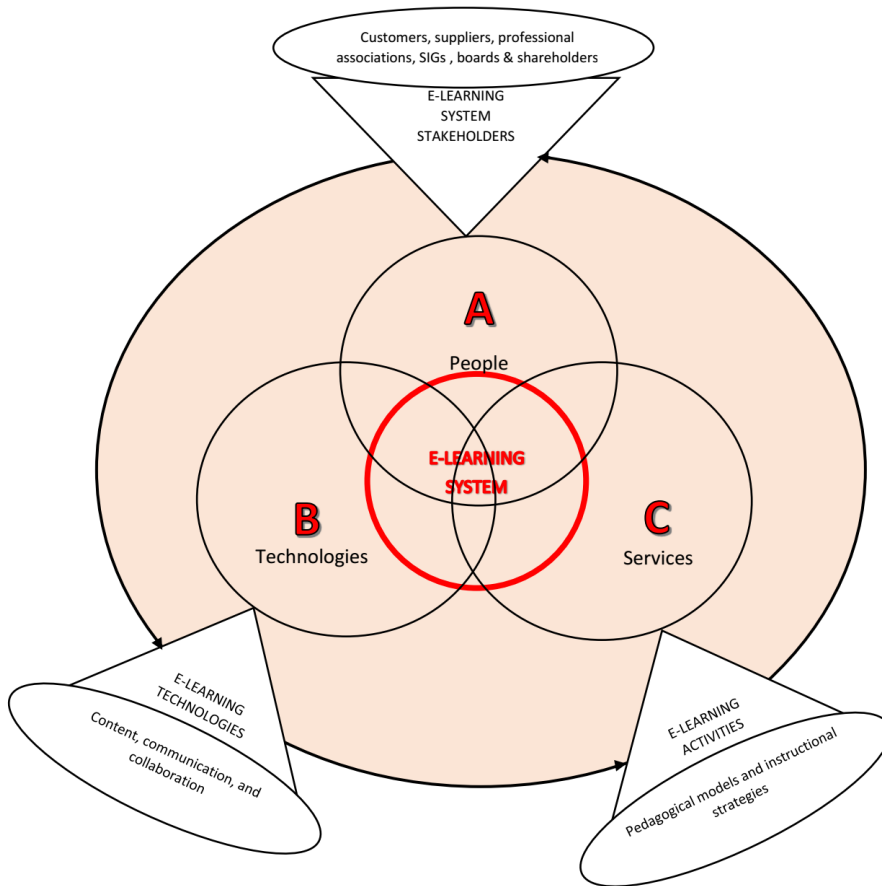 Customers, suppliers, professional
associations, SIGs , boards & shareholders
E-LEARNING
SYSTEM
STAKEHOLDERS
A
People
E-LEARNING
SYSTEM
B
Technologies
C
Services
E-LEARNING
TECHNOLOGIES
Content, communication, and
collaboration
E-LEARNING
ACTIVITIES
Pedagogical models and instructional
strategies